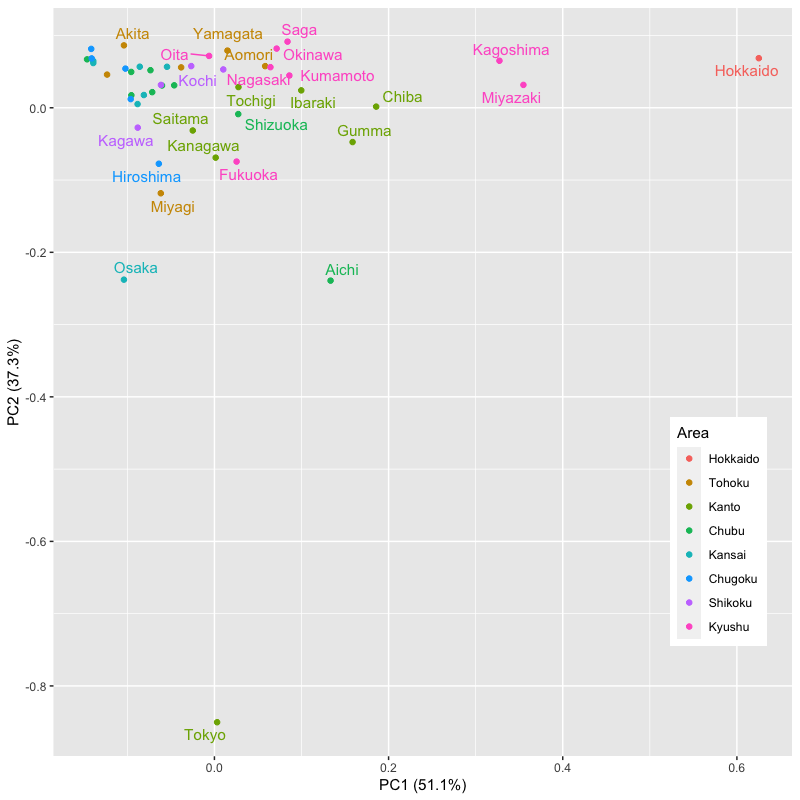 Saga
Akita
Yamagata
Oita
Aomori
Okinawa
Kagoshima
Hokkaido
Kochi
Nagasaki
Kumamoto
Miyazaki
Tochigi
Ibaraki
Chiba
Saitama
Shizuoka
Gumma
Kagawa
Kanagawa
Hiroshima
Fukuoka
Miyagi
Osaka
Aichi
Tokyo
0.0
-0.2
-0.4
-0.6
-0.8
PC2 (37.3%)
Area
Hokkaido
Tohoku
Kanto
Chubu
Kansai
Chugoku
Shikoku
Kyushu
0.0
0.2
0.4
0.6
PC1 (51.1%)